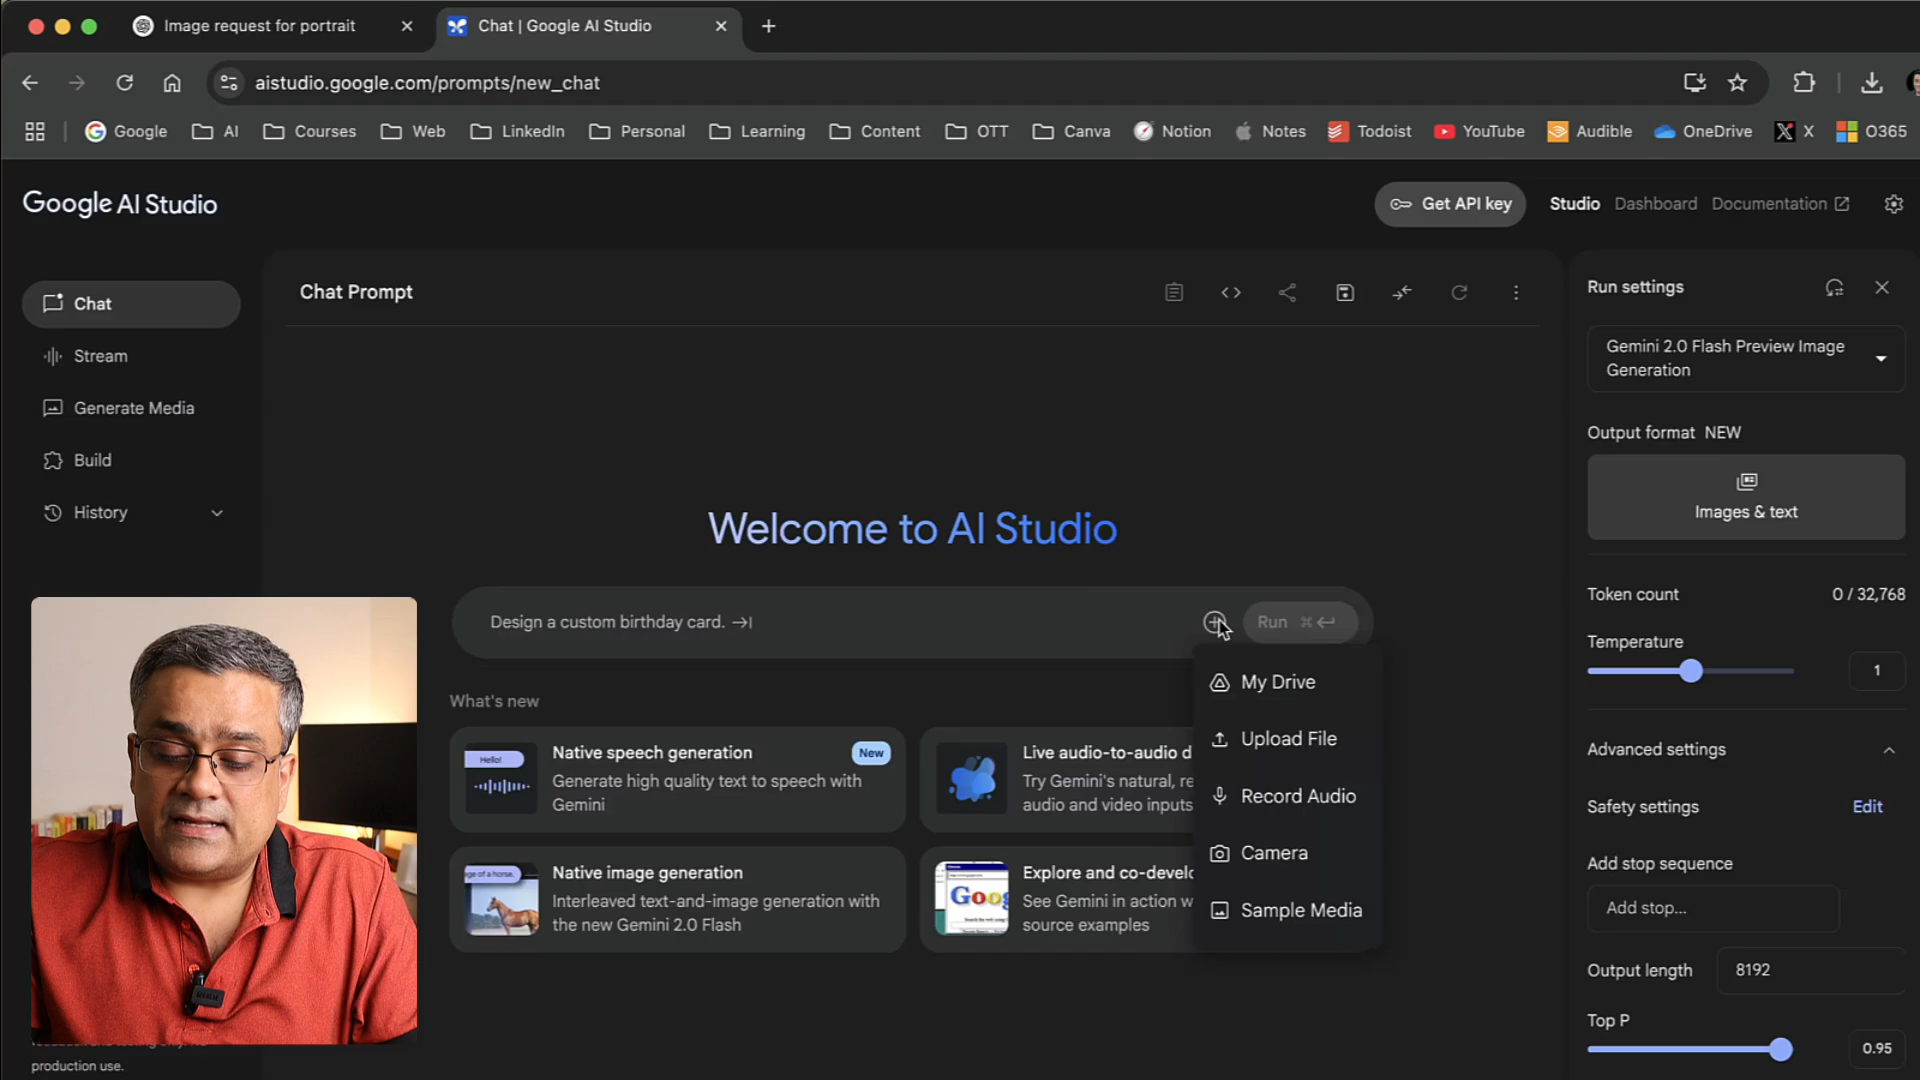 Image request for portrait
Chat | Google AI Studio
aistudio.google.com/prompts/new_chat
Google AI Courses Web LinkedIn Personal Learning Content OTT Canva Notion Notes Todoist YouTube Audible OneDrive X O365
Google AI Studio
Get API key
Studio Dashboard Documentation
Chat
Stream
Generate Media
Build
History
production use.
Chat Prompt
Welcome to AI Studio
Design a custom birthday card.
Run ⌘
My Drive
Upload File
Record Audio
Camera
Sample Media
What's new
Hello!
Native speech generation
New
Generate high quality text to speech with
Gemini
Live audio-to-audio d
Try Gemini's natural, re
audio and video inputs
ge of a horse.
Native image generation
Interleaved text-and-image generation with
the new Gemini 2.0 Flash
Goog
Explore and co-develo
See Gemini in action w
source examples
Run settings
Gemini 2.0 Flash Preview Image
Generation
Output format NEW
Images & text
Token count 0 / 32,768
Temperature
1
Advanced settings
Safety settings Edit
Add stop sequence
Add stop...
Output length 8192
Top P
0.95